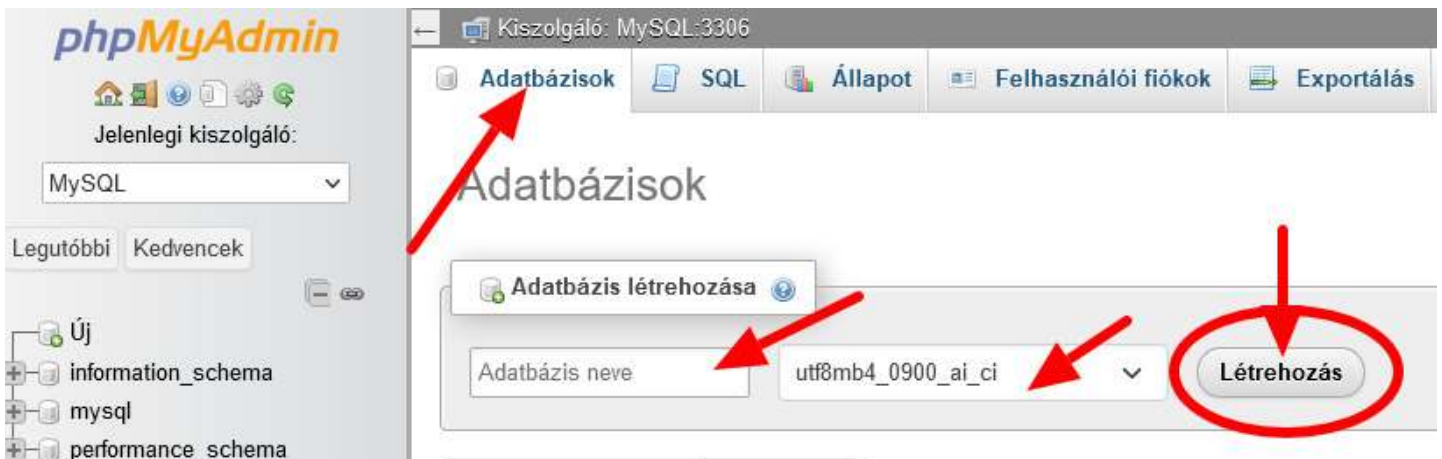 phpMyAdmin
Jelenlegi kiszolgáló:
MySQL
Legutóbbi Kedvencek
Új
information_schema
mysql
performance_schema
Kiszolgáló: MySQL:3306
Adatbázisok SQL Állapot Felhasználói fiókok Exportálás
Adatbázisok
Adatbázis létrehozása
Adatbázis neve utf8mb4_0900_ai_ci Létrehozás